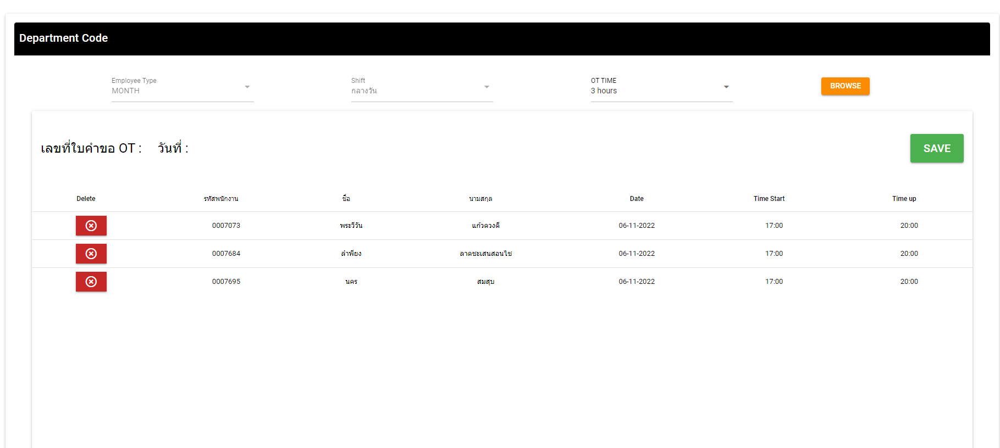 Department Code
Employee Type
MONTH
Shift
กลางวัน
OT TIME
3 hours
BROWSE
เลขที่ใบคำขอ OT : วันที่ :
SAVE
Delete รหัสพนักงาน ชื่อ นามสกุล Date Time Start Time up
0007073 พระวีวัน แก้วดวงดี 06-11-2022 17:00 20:00
0007684 ลำพียง ลาดชะเสนสอนไช 06-11-2022 17:00 20:00
0007695 นคร สมสุบ 06-11-2022 17:00 20:00